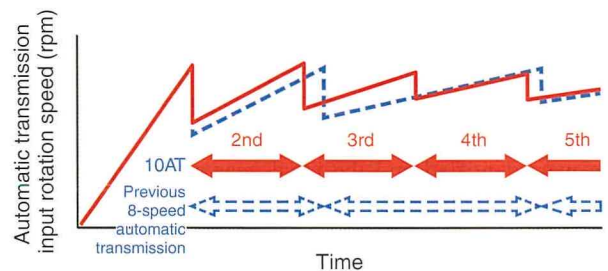 Automatic transmission
input rotation speed (rpm)
2nd
3rd
4th
5th
10AT
Previous
8-speed
automatic
transmission
Time